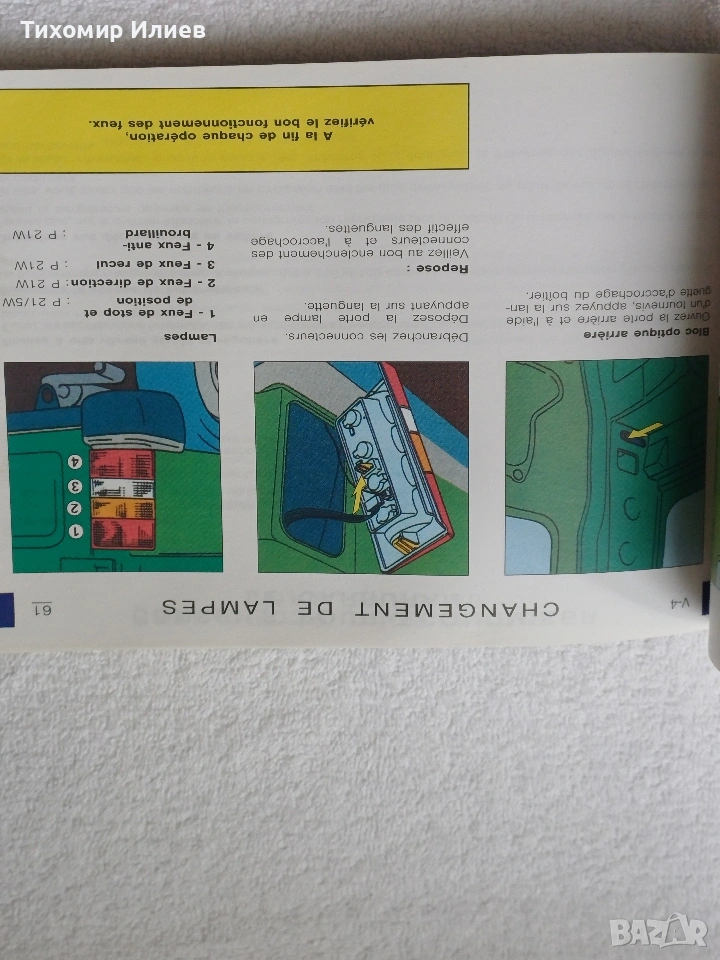 Тихомир Илиев
V-4
CHANGEMENT DE LAMPES
61
Bloc optique arrière
Ouvrez la porte arrière et à l'aide
d'un tournevis, appuyez sur la lan-
guette d'accrochage du boîtier.
Débranchez les connecteurs.
Déposez la porte lampe en
appuyant sur la languette.
Repose :
Veillez au bon enclenchement des
connecteurs et à l'accrochage
effectif des languettes.
1
2
3
4
Lampes
1 - Feux de stop et
de position : P 21/5W
2 - Feux de direction: P 21W
3 - Feux de recul : P 21W
4 - Feux anti-
brouillard : P 21W
A la fin de chaque opération,
vérifiez le bon fonctionnement des feux.
BAZAR